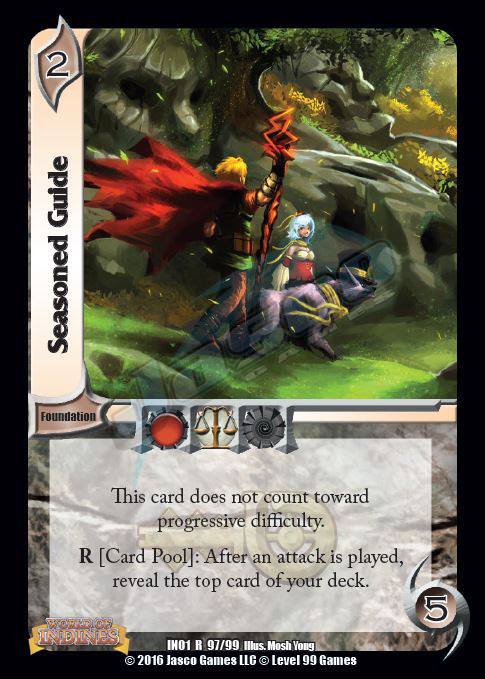 2
Seasoned Guide
Foundation
This card does not count toward
progressive difficulty.
R [Card Pool]: After an attack is played,
reveal the top card of your deck.
5
WORLD OF
INDINES
IN01 R 97/99 Illus. Mosh Yong
© 2016 Jasco Games LLC © Level 99 Games